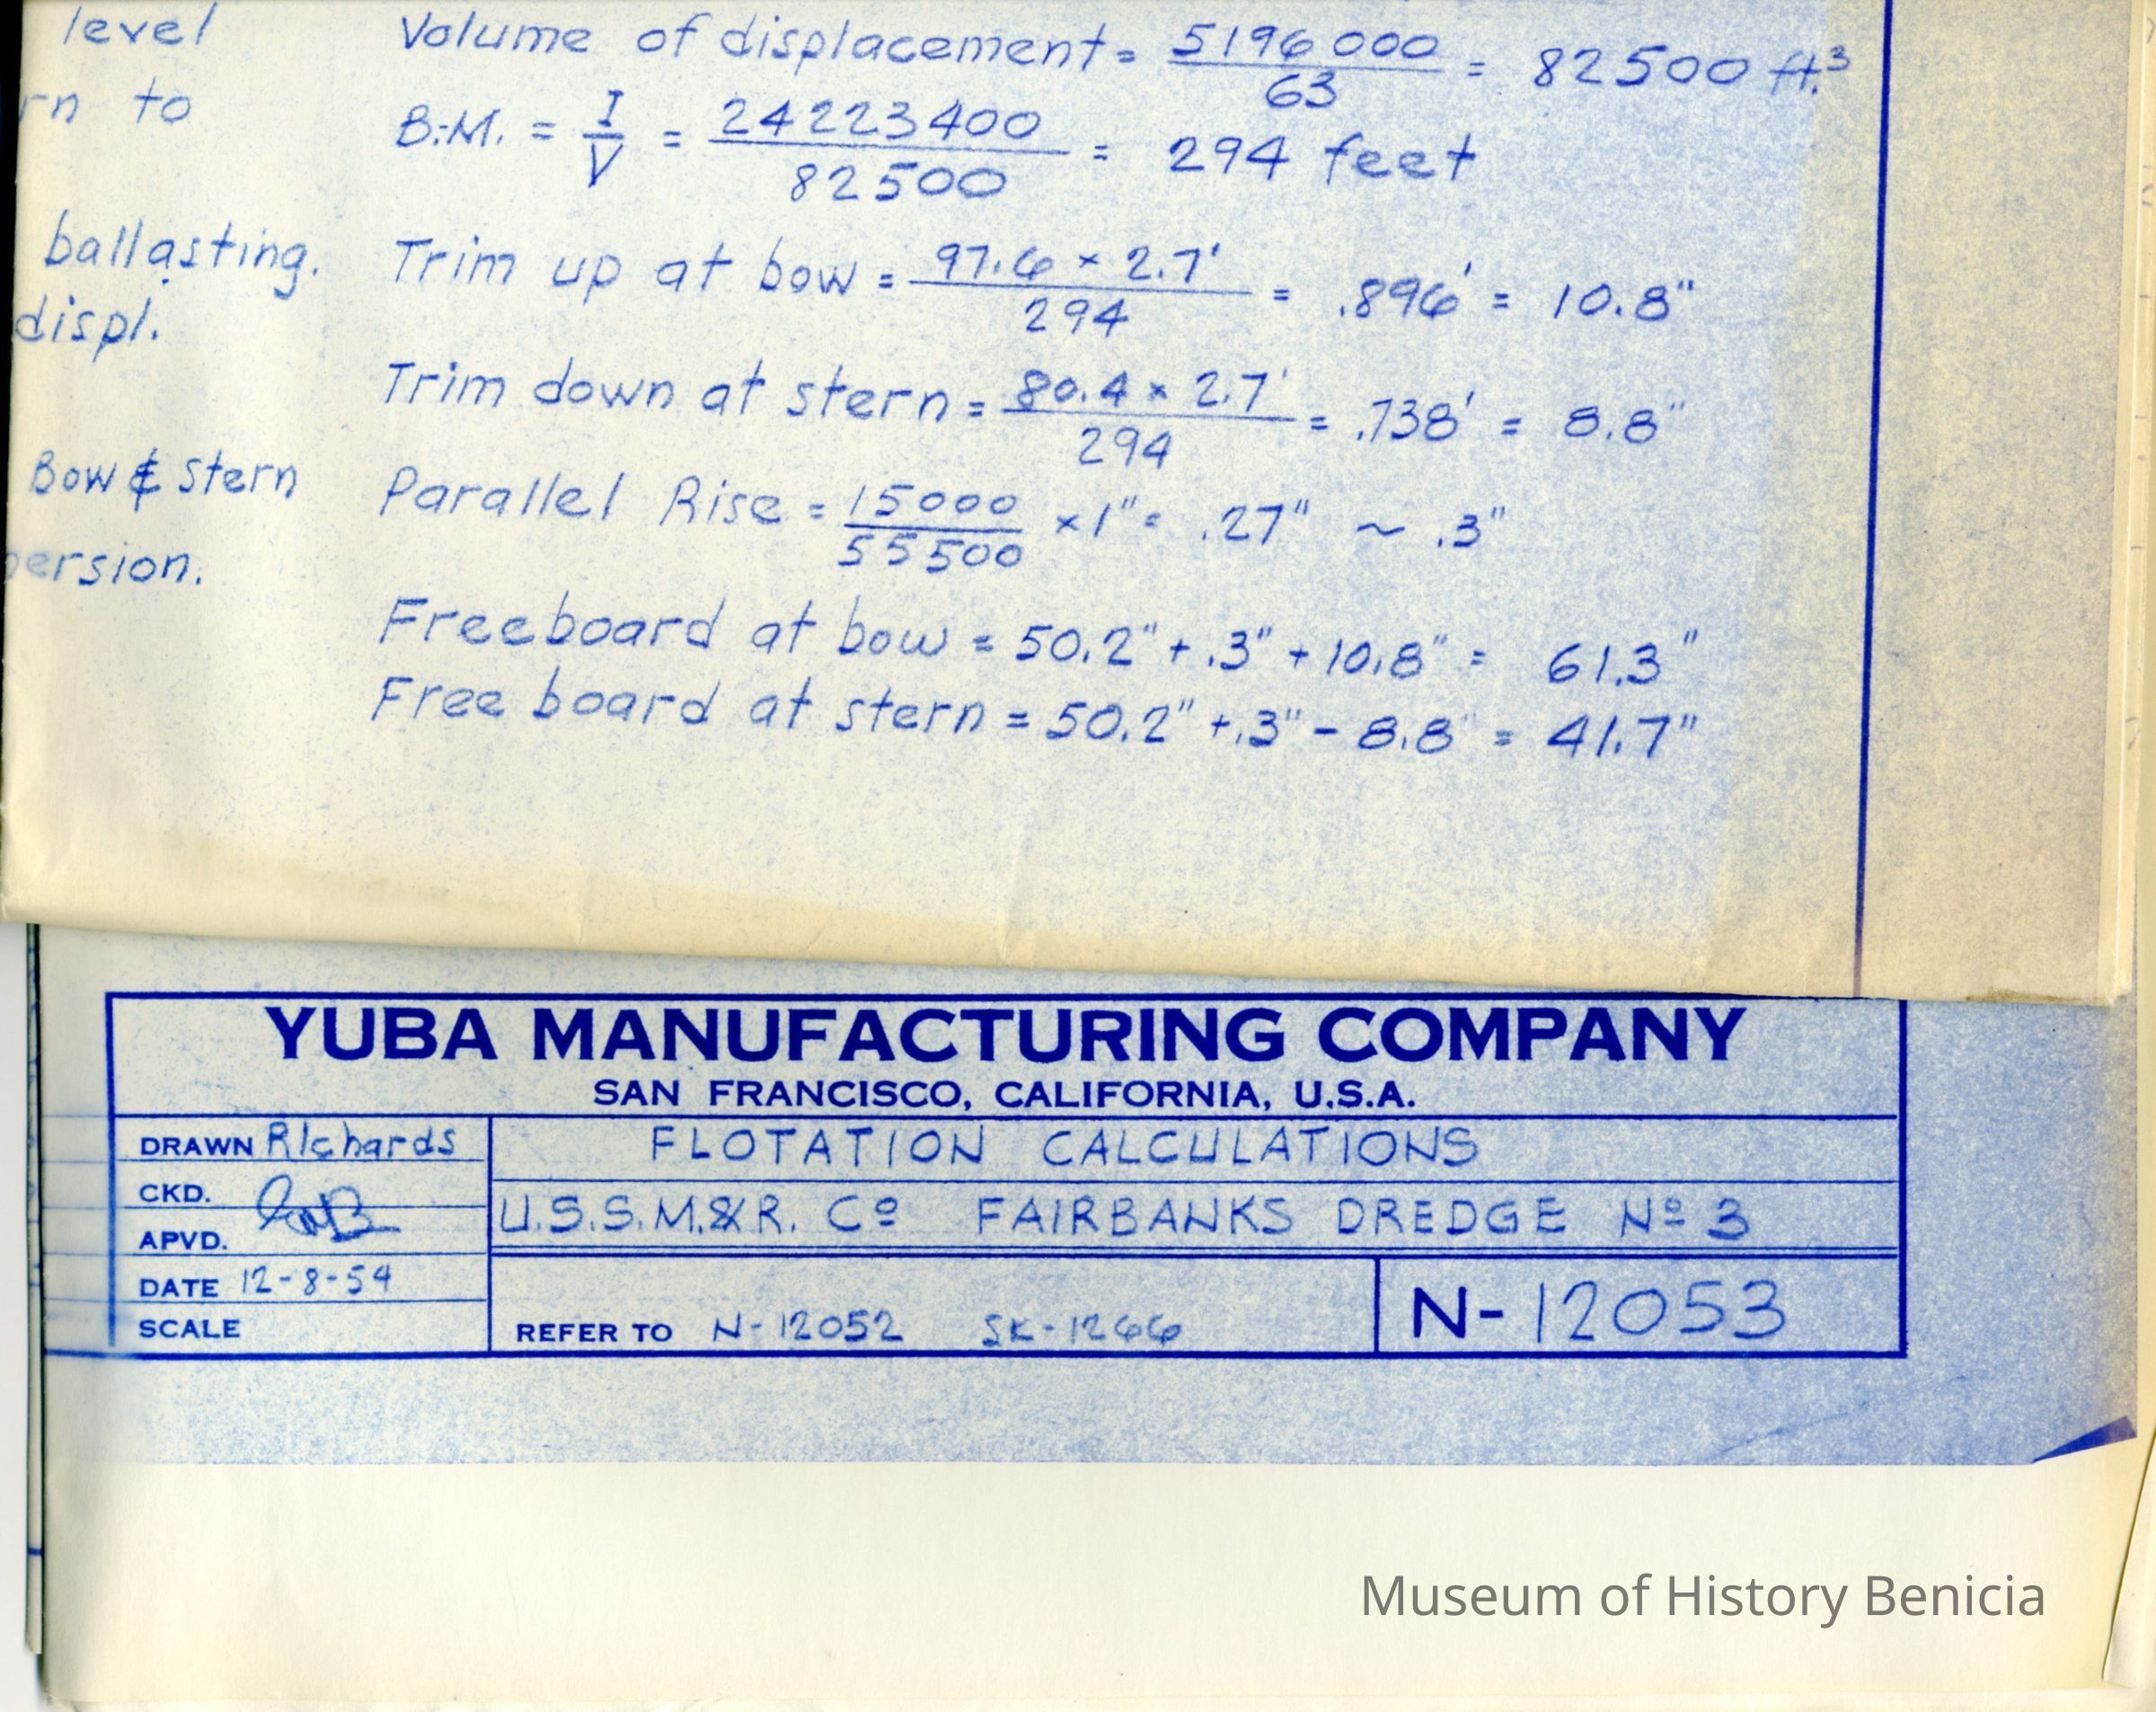 level
rn to
ballasting.
displ.
Bow & Stern
ersion.
Volume of displacement = 5196000 / 63 = 82500 ft.³
B.M. = I / V = 24223400 / 82500 = 294 feet
Trim up at bow = 97.6 × 2.7' / 294 = .896' = 10.8"
Trim down at stern = 80.4 × 2.7' / 294 = .738' = 8.8"
Parallel Rise = 15000 / 55500 × 1" = .27" ~ .3"
Freeboard at bow = 50.2" + .3" + 10.8" = 61.3"
Free board at stern = 50.2" + .3" - 8.8" = 41.7"
YUBA MANUFACTURING COMPANY
SAN FRANCISCO, CALIFORNIA, U.S.A.
DRAWN Richards
CKD.
APVD.
DATE 12-8-54
SCALE
FLOTATION CALCULATIONS
U.S.S.M.&R. Cº FAIRBANKS DREDGE Nº 3
REFER TO N-12052 SK-1266
N-12053
Museum of History Benicia